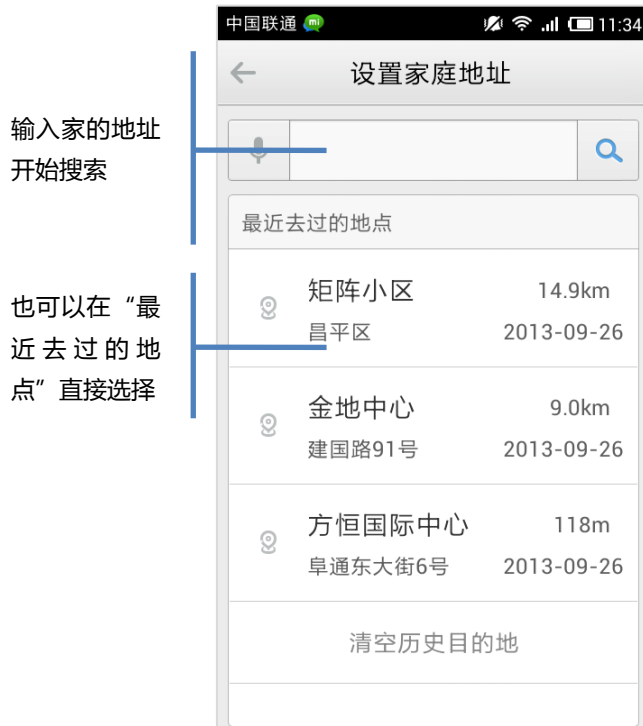 中国联通 mi 11:34
设置家庭地址
输入家的地址
开始搜索
最近去过的地点
也可以在“最
近去过的地
点”直接选择
矩阵小区 14.9km
昌平区 2013-09-26
金地中心 9.0km
建国路91号 2013-09-26
方恒国际中心 118m
阜通东大街6号 2013-09-26
清空历史目的地